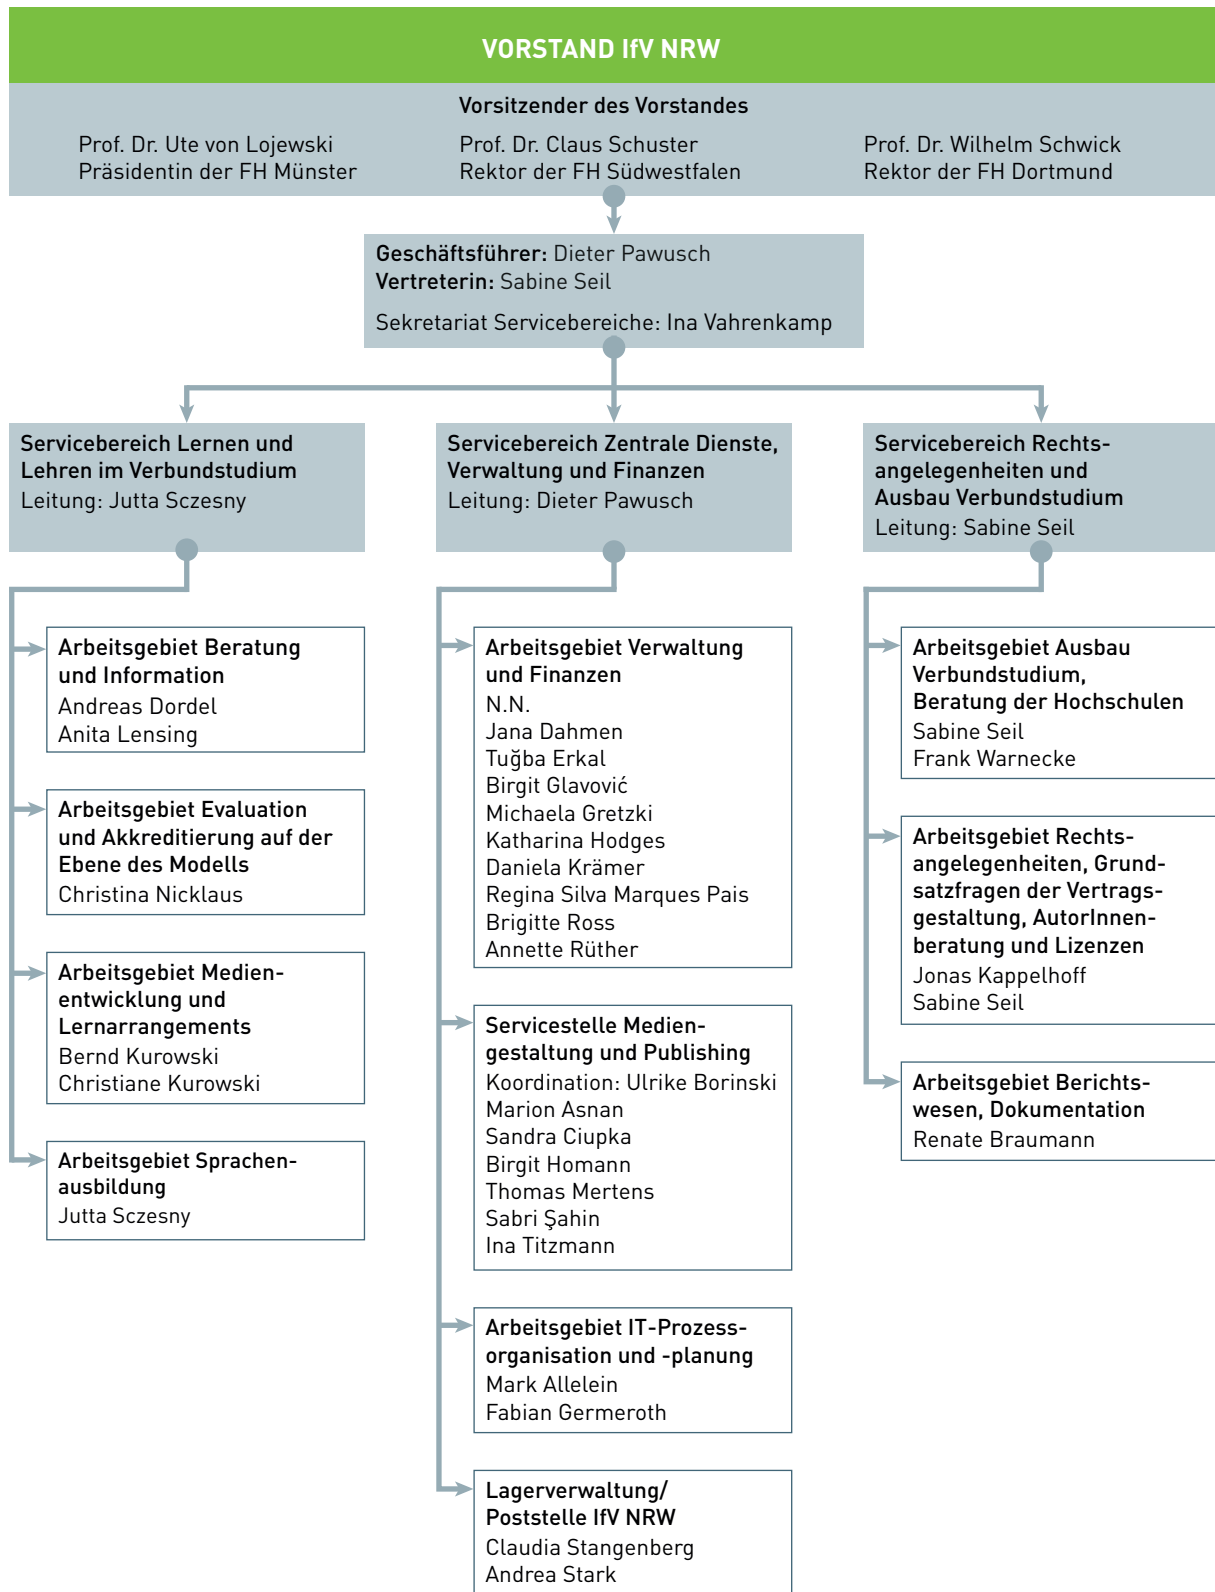 VORSTAND IfV NRW
Vorsitzender des Vorstandes
Prof. Dr. Ute von Lojewski
Präsidentin der FH Münster
Prof. Dr. Claus Schuster
Rektor der FH Südwestfalen
Prof. Dr. Wilhelm Schwick
Rektor der FH Dortmund
Geschäftsführer: Dieter Pawusch
Vertreterin: Sabine Seil
Sekretariat Servicebereiche: Ina Vahrenkamp
Servicebereich Lernen und
Lehren im Verbundstudium
Leitung: Jutta Sczesny
Arbeitsgebiet Beratung
und Information
Andreas Dordel
Anita Lensing
Arbeitsgebiet Evaluation
und Akkreditierung auf der
Ebene des Modells
Christina Nicklaus
Arbeitsgebiet Medien-
entwicklung und
Lernarrangements
Bernd Kurowski
Christiane Kurowski
Arbeitsgebiet Sprachen-
ausbildung
Jutta Sczesny
Servicebereich Zentrale Dienste,
Verwaltung und Finanzen
Leitung: Dieter Pawusch
Arbeitsgebiet Verwaltung
und Finanzen
N.N.
Jana Dahmen
Tuğba Erkal
Birgit Glavović
Michaela Gretzki
Katharina Hodges
Daniela Krämer
Regina Silva Marques Pais
Brigitte Ross
Annette Rüther
Servicestelle Medien-
gestaltung und Publishing
Koordination: Ulrike Borinski
Marion Asnan
Sandra Ciupka
Birgit Homann
Thomas Mertens
Sabri Şahin
Ina Titzmann
Arbeitsgebiet IT-Prozess-
organisation und -planung
Mark Allelein
Fabian Germeroth
Lagerverwaltung/
Poststelle IfV NRW
Claudia Stangenberg
Andrea Stark
Servicebereich Rechts-
angelegenheiten und
Ausbau Verbundstudium
Leitung: Sabine Seil
Arbeitsgebiet Ausbau
Verbundstudium,
Beratung der Hochschulen
Sabine Seil
Frank Warnecke
Arbeitsgebiet Rechts-
angelegenheiten, Grund-
satzfragen der Vertrags-
gestaltung, AutorInnen-
beratung und Lizenzen
Jonas Kappelhoff
Sabine Seil
Arbeitsgebiet Berichts-
wesen, Dokumentation
Renate Braumann